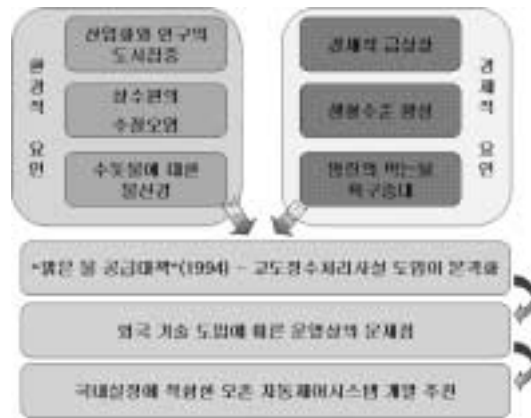 환경적 요인
산업화와 인구의
도시집중
상수원의
수질오염
수돗물에 대한
불신감
경제적 요인
경제적 급성장
생활수준 향상
양질의 먹는물
욕구증대
"맑은 물 공급대책"(1994) - 고도정수처리시설 도입이 본격화
외국 기술 도입에 따른 운영상의 문제점
국내실정에 적합한 오존 자동제어시스템 개발 추진